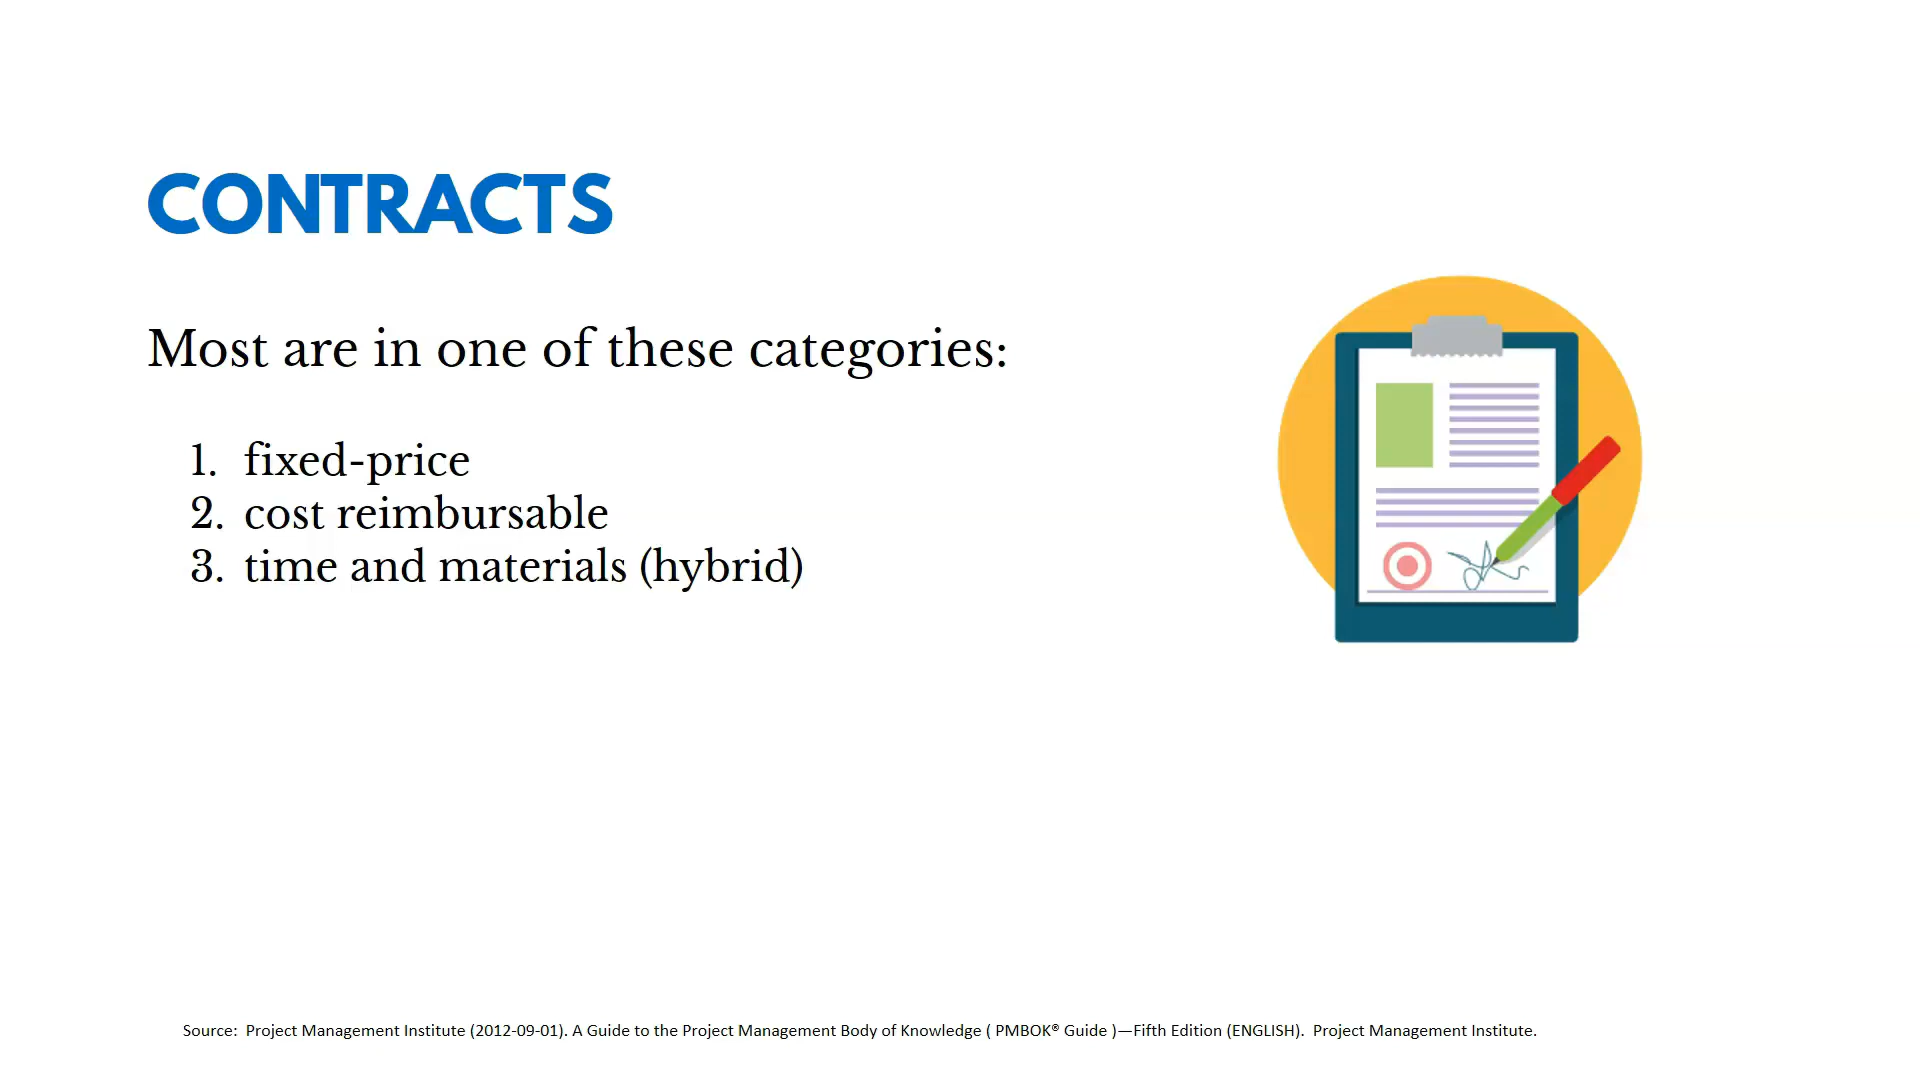 CONTRACTS
Most are in one of these categories:
1. fixed-price
2. cost reimbursable
3. time and materials (hybrid)
Source:  Project Management Institute (2012-09-01). A Guide to the Project Management Body of Knowledge ( PMBOK® Guide )—Fifth Edition (ENGLISH).  Project Management Institute.